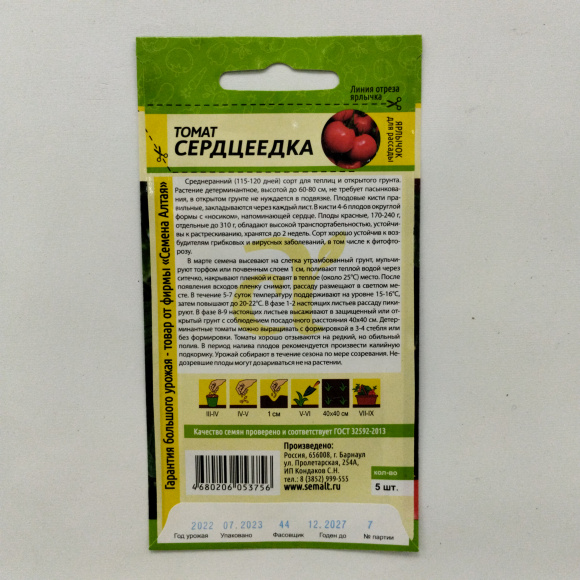 Линия отреза
ярлычка
ТОМАТ
СЕРДЦЕЕДКА
ЯРЛЫЧОК
для рассады
Гарантия большого урожая - товар от фирмы «Семена Алтая»
Среднеранний (115-120 дней) сорт для теплиц и открытого грунта.
Растение детерминантное, высотой до 60-80 см, не требует пасынкова-
ния, в открытом грунте не нуждается в подвязке. Плодовые кисти пра-
вильные, закладываются через каждый лист. В кисти 4-6 плодов округлой
формы с «носиком», напоминающей сердце. Плоды красные, 170-240 г,
отдельные до 310 г, обладают высокой транспортабельностью, устойчи-
вы к растрескиванию, хранятся до 2 недель. Сорт хорошо устойчив к воз-
будителям грибковых и вирусных заболеваний, в том числе к фитофто-
розу.
В марте семена высевают на слегка утрамбованный грунт, мульчи-
руют торфом или почвенным слоем 1 см, поливают теплой водой через
ситечко, накрывают пленкой и ставят в теплое (около 25°С) место. После
появления всходов пленку снимают, рассаду размещают в светлом ме-
сте. В течение 5-7 суток температуру поддерживают на уровне 15-16°С,
затем повышают до 20-22°С. В фазе 1-2 настоящих листьев рассаду пики-
руют. В фазе 8-9 настоящих листьев высаживают в защищенный или от-
крытый грунт с соблюдением посадочного расстояния 40х40 см. Детер-
минантные томаты можно выращивать с формировкой в 3-4 стебля или
без формировки. Томаты хорошо отзываются на редкий, но обильный
полив. В период налива плодов рекомендуется произвести калийную
подкормку. Урожай собирают в течение сезона по мере созревания. Не-
дозревшие плоды могут дозариваться не на растении.
III-IV IV-V 1 см V-VI 40х40 см VII-IX
Качество семян проверено и соответствует ГОСТ 32592-2013
Произведено:
Россия, 656008, г. Барнаул
ул. Пролетарская, 254А,
ИП Кондаков С.Н.
тел.: 8 (3852) 999-555
www.semalt.ru
4680206053756
кол-во
5 шт.
2022 07.2023 44 12.2027 7
Год урожая Упаковано Фасовщик Годен до № партии